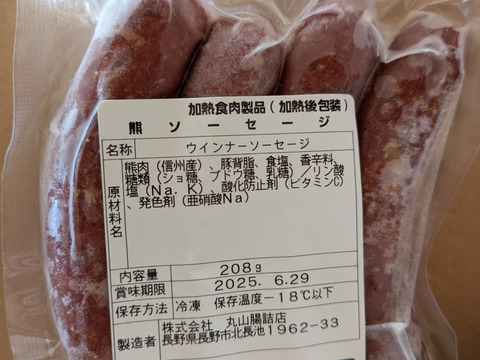 加熱食肉製品(加熱後包装)
熊ソーセージ
名称 ウインナーソーセージ
原材料名 熊肉(信州産)、豚背脂、食塩、香辛料、
糖類(ショ糖、ブドウ糖、乳糖)／リン酸
塩(Na．K)、酸化防止剤(ビタミンC)
、発色剤(亜硝酸Na)
内容量 208g
賞味期限 2025. 6.29
保存方法 冷凍 保存温度－18℃以下
製造者 株式会社 丸山腸詰店
長野県長野市北長池1962-33